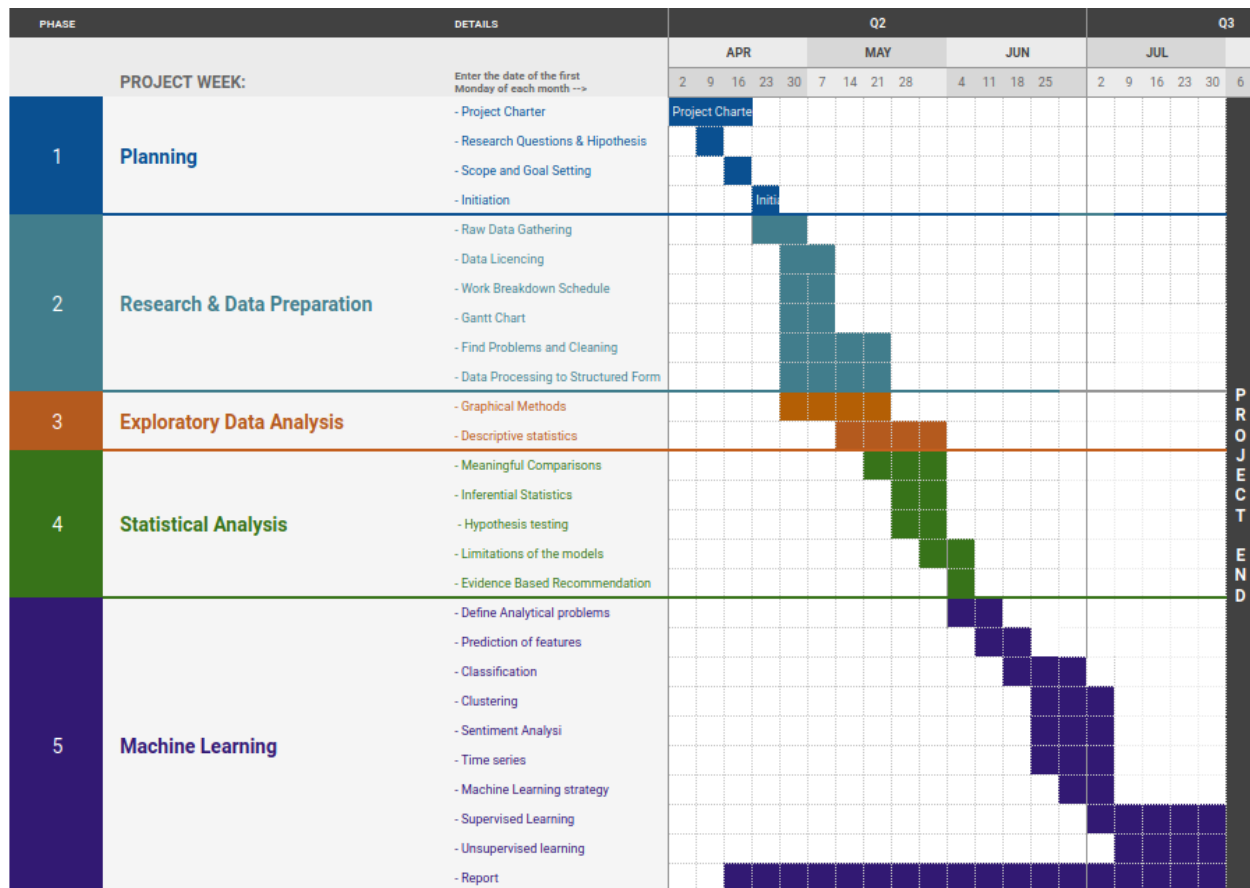 PHASE DETAILS Q2 Q3
APR MAY JUN JUL
PROJECT WEEK: Enter the date of the first
Monday of each month -->
2 9 16 23 30 7 14 21 28 4 11 18 25 2 9 16 23 30 6
1
Planning
- Project Charter
Project Charte
- Research Questions & Hipothesis
- Scope and Goal Setting
- Initiation
Initia
2
Research & Data Preparation
- Raw Data Gathering
- Data Licencing
- Work Breakdown Schedule
- Gantt Chart
- Find Problems and Cleaning
- Data Processing to Structured Form
3
Exploratory Data Analysis
- Graphical Methods
- Descriptive statistics
4
Statistical Analysis
- Meaningful Comparisons
- Inferential Statistics
- Hypothesis testing
- Limitations of the models
- Evidence Based Recommendation
5
Machine Learning
- Define Analytical problems
- Prediction of features
- Classification
- Clustering
- Sentiment Analysi
- Time series
- Machine Learning strategy
- Supervised Learning
- Unsupervised learning
- Report
PROJECT END